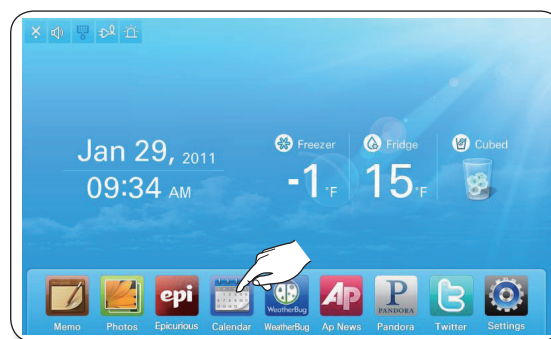 Freezer Fridge Cubed
Jan 29, 2011
-1 °F 15 °F
09:34 AM
epi
WeatherBug
AP
P
PANDORA
Memo Photos Epicurious Calendar WeatherBug Ap News Pandora Twitter Settings